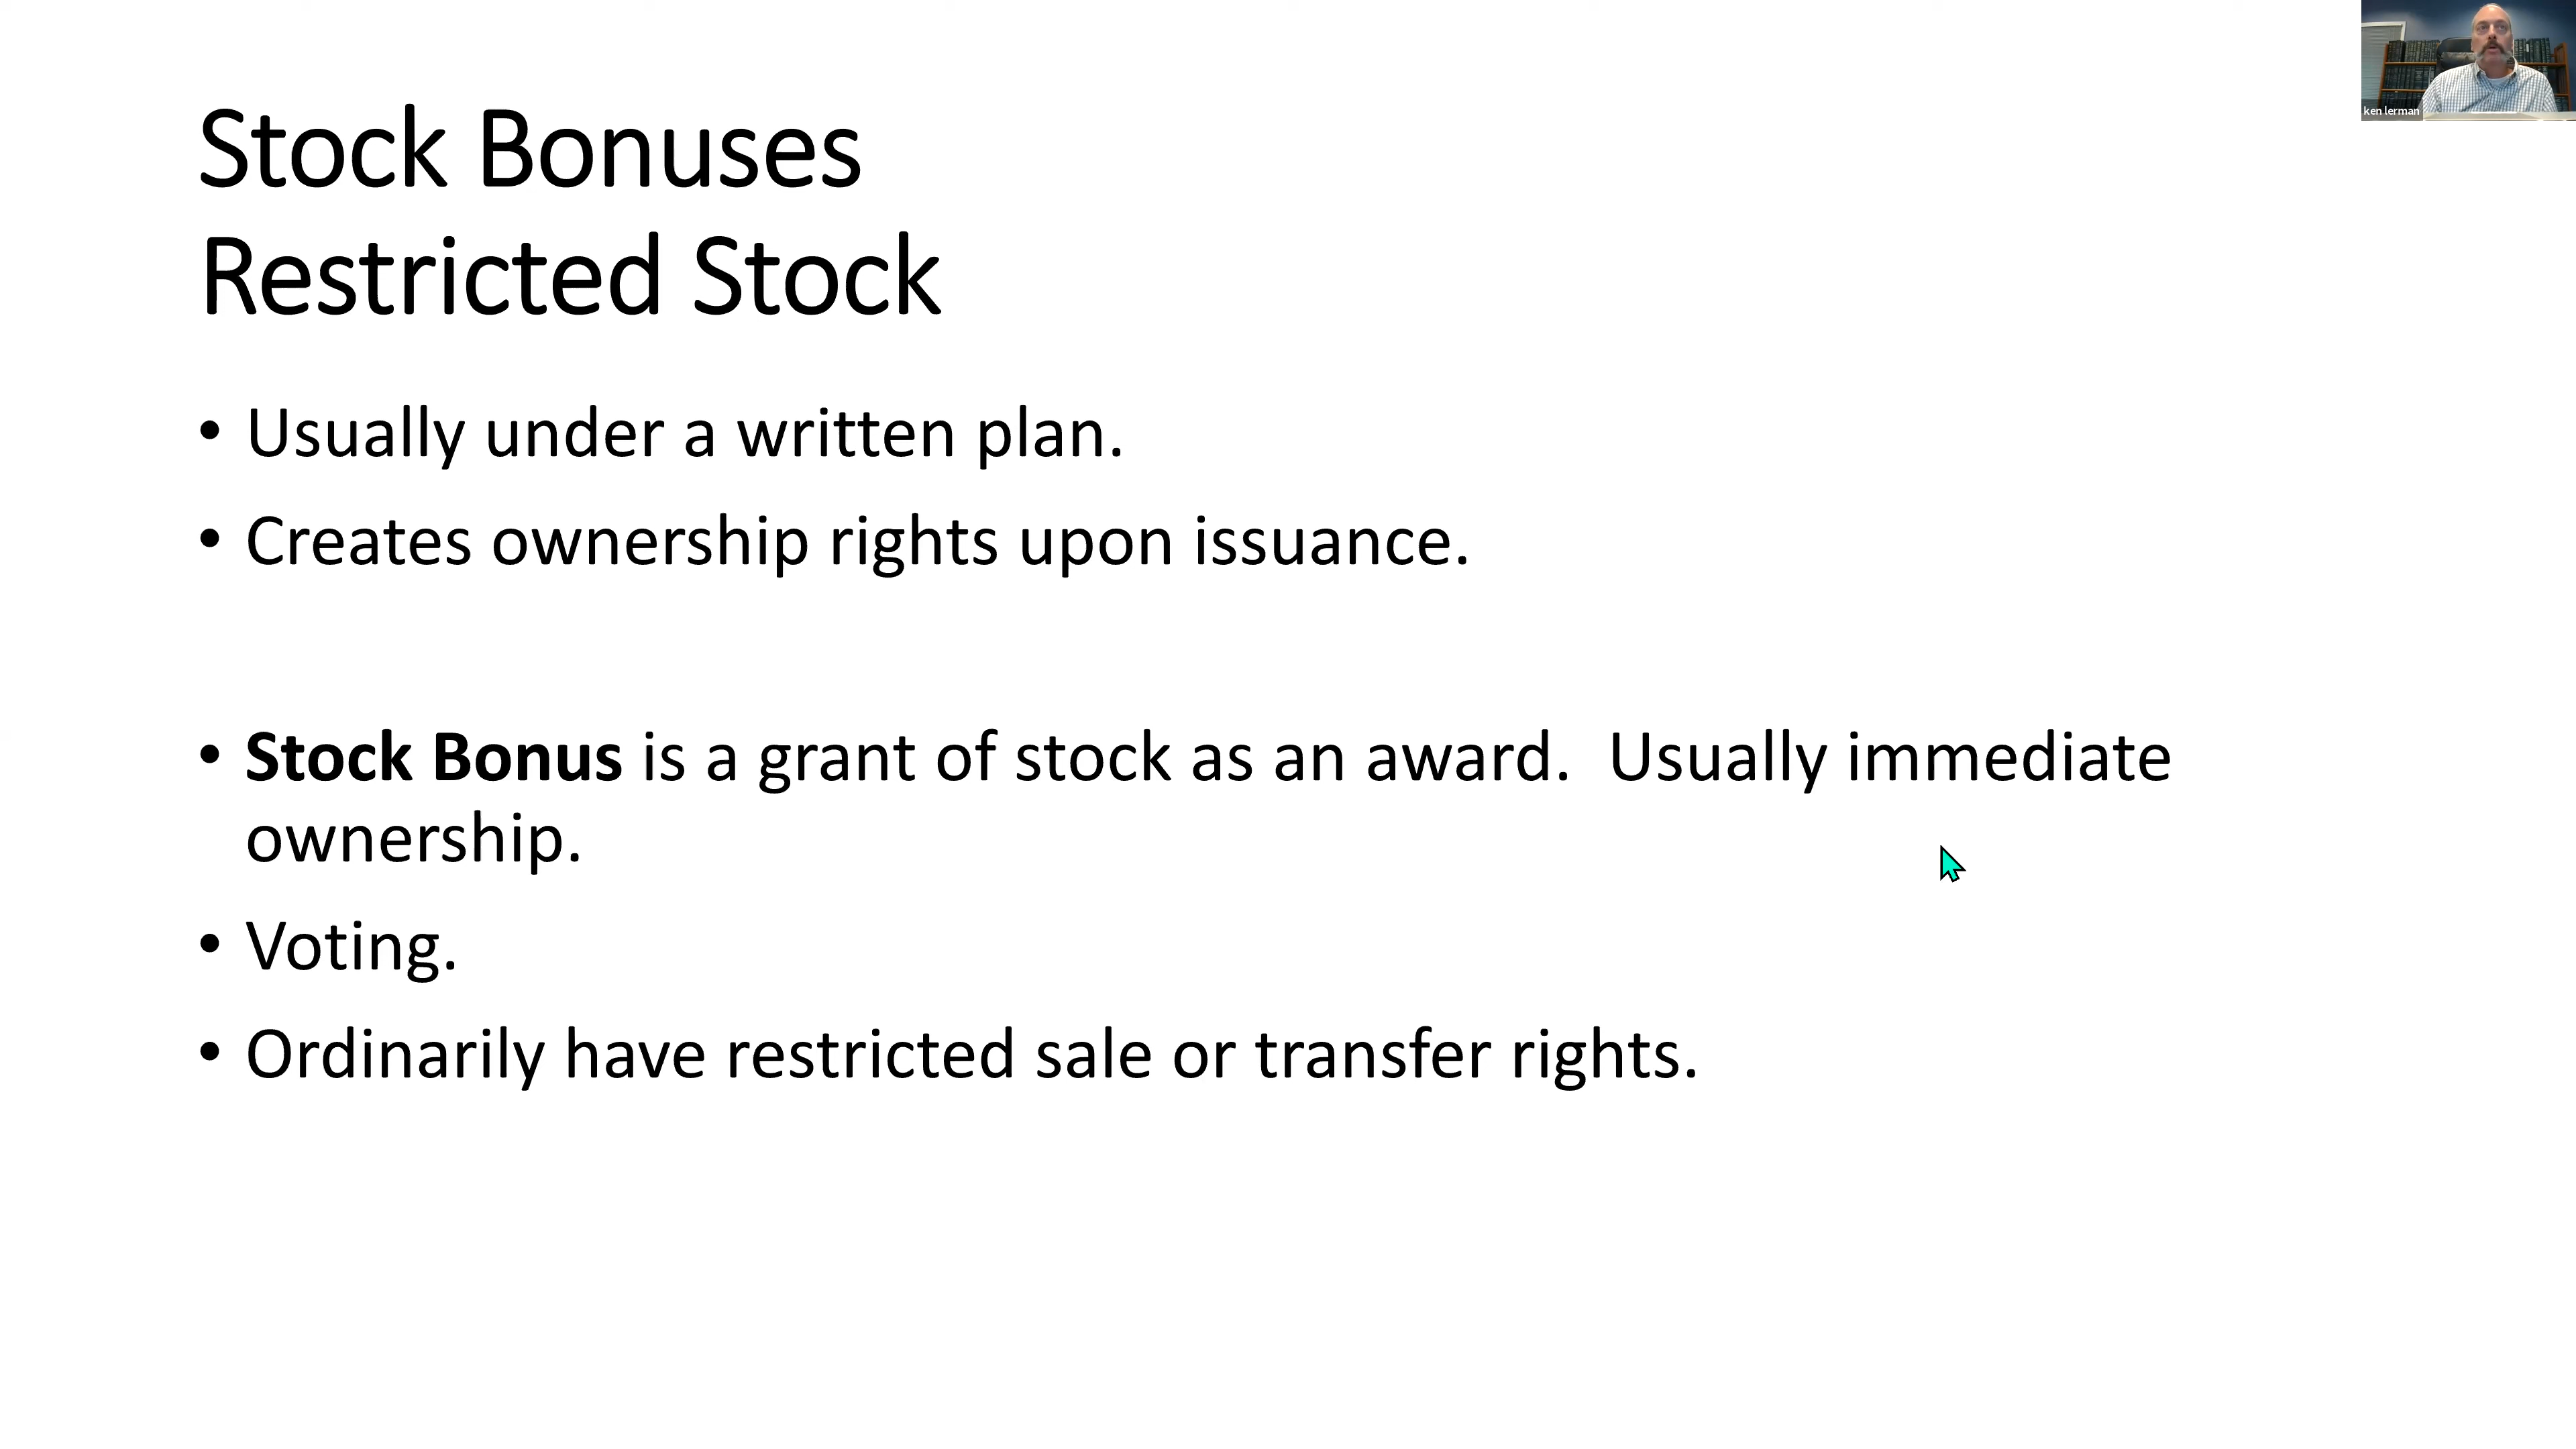 Stock Bonuses
Restricted Stock
• Usually under a written plan.
• Creates ownership rights upon issuance.
• Stock Bonus is a grant of stock as an award.  Usually immediate
ownership.
• Voting.
• Ordinarily have restricted sale or transfer rights.
ken lerman